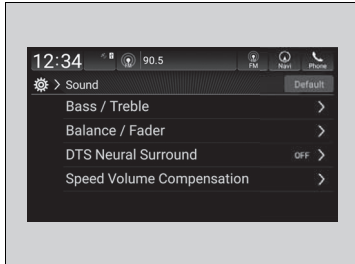 12:34 FM 90.5 FM Navi Phone
Sound Default
Bass / Treble
Balance / Fader
DTS Neural Surround OFF
Speed Volume Compensation